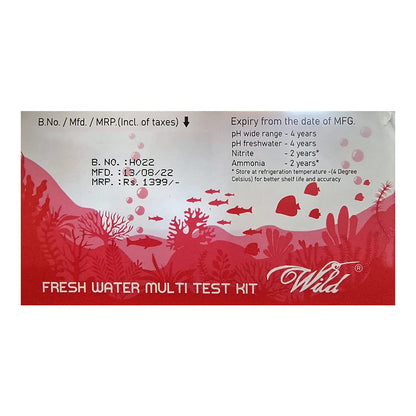 B.No. / Mfd. / MRP.(Incl. of taxes)
B. NO. :H022
MFD. :13/08/22
MRP. :Rs. 1399/-
Expiry from the date of MFG.
pH wide range - 4 years
pH freshwater - 4 years
Nitrite - 2 years*
Ammonia - 2 years*
* Store at refrigeration temperature -(4 Degree
Celsius) for better shelf life and accuracy
FRESH WATER MULTI TEST KIT
Wild ®